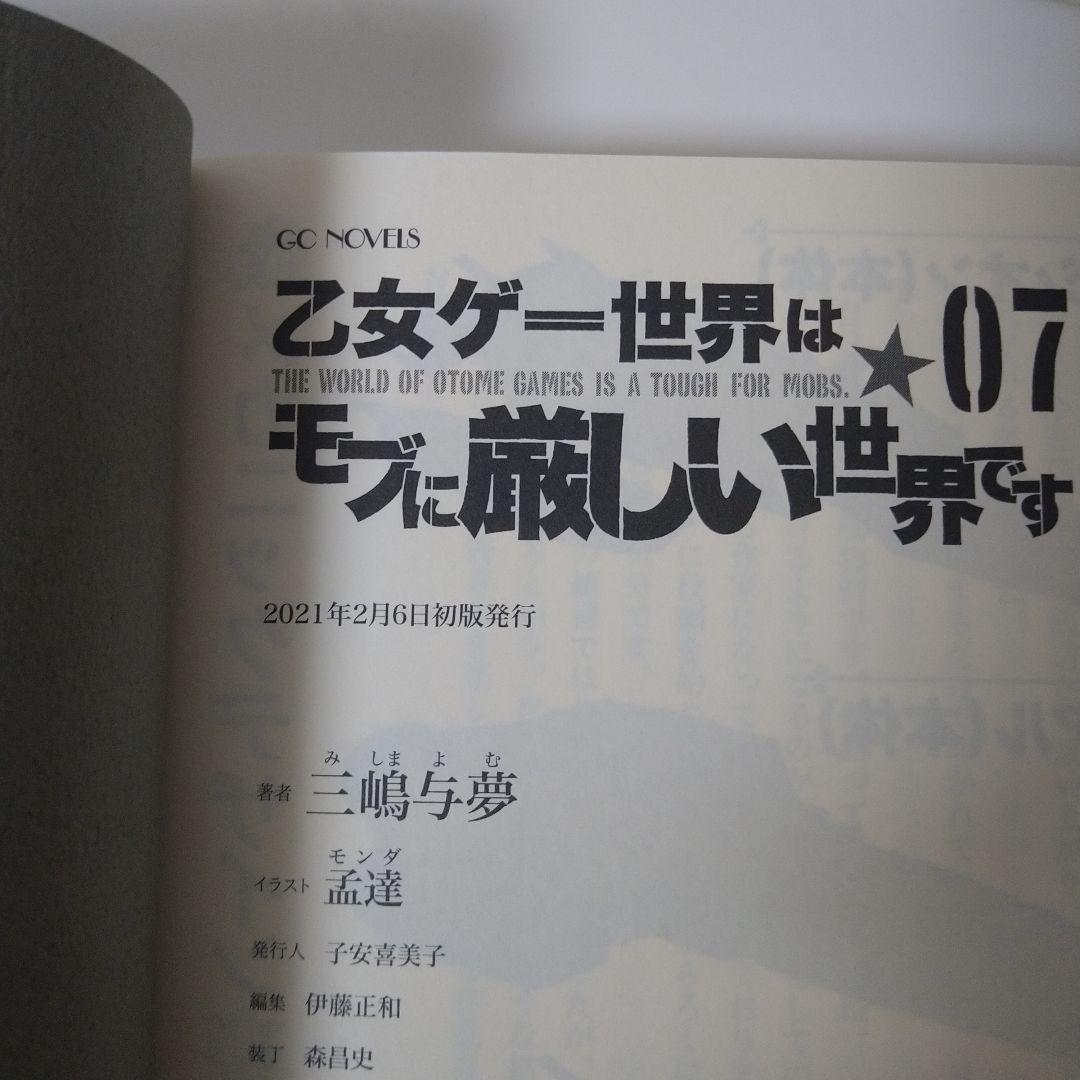 GC NOVELS
乙女ゲー世界は
★07
THE WORLD OF OTOME GAMES IS A TOUGH FOR MOBS.
モブに厳しい世界です
2021年2月6日初版発行
み しま よ む
著者 三嶋与夢
モンダ
イラスト 孟達
発行人 子安喜美子
編集 伊藤正和
装丁 森昌史